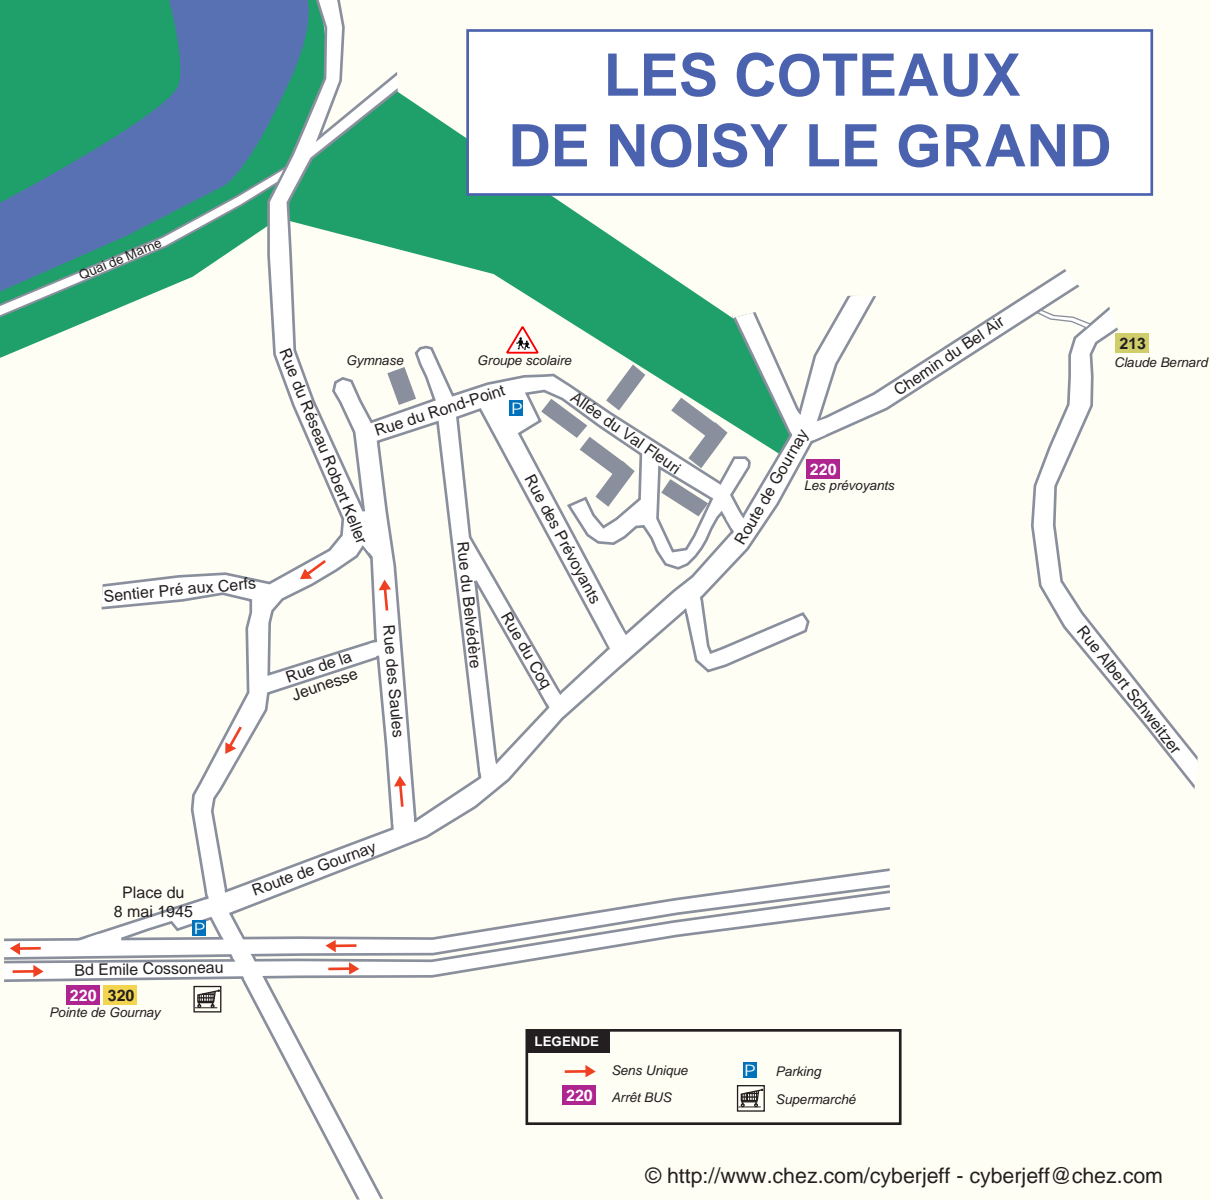 LES COTEAUX
DE NOISY LE GRAND
Quai de Marne
Rue du Réseau Robert Keller
Gymnase
Groupe scolaire
P
Rue du Rond-Point
Allée du Val Fleuri
Chemin du Bel Air
213
Claude Bernard
220
Les prévoyants
Route de Gournay
Rue des Prévoyants
Sentier Pré aux Cerfs
Rue du Belvédère
Rue du Coq
Rue de la
Jeunesse
Rue des Saules
Rue Albert Schweitzer
Route de Gournay
Place du
8 mai 1945
P
Bd Emile Cossoneau
220 320
Pointe de Gournay
LEGENDE
Sens Unique
P Parking
220 Arrêt BUS
Supermarché
© http://www.chez.com/cyberjeff - cyberjeff@chez.com